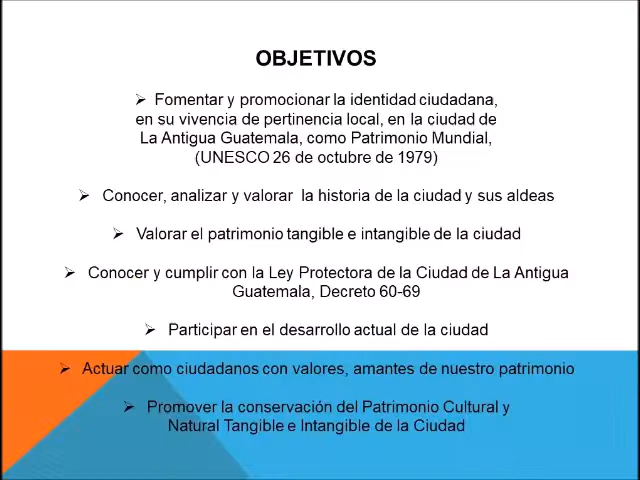 OBJETIVOS
➢ Fomentar y promocionar la identidad ciudadana,
en su vivencia de pertinencia local, en la ciudad de
La Antigua Guatemala, como Patrimonio Mundial,
(UNESCO 26 de octubre de 1979)
➢ Conocer, analizar y valorar la historia de la ciudad y sus aldeas
➢ Valorar el patrimonio tangible e intangible de la ciudad
➢ Conocer y cumplir con la Ley Protectora de la Ciudad de La Antigua
Guatemala, Decreto 60-69
➢ Participar en el desarrollo actual de la ciudad
➢ Actuar como ciudadanos con valores, amantes de nuestro patrimonio
➢ Promover la conservación del Patrimonio Cultural y
Natural Tangible e Intangible de la Ciudad